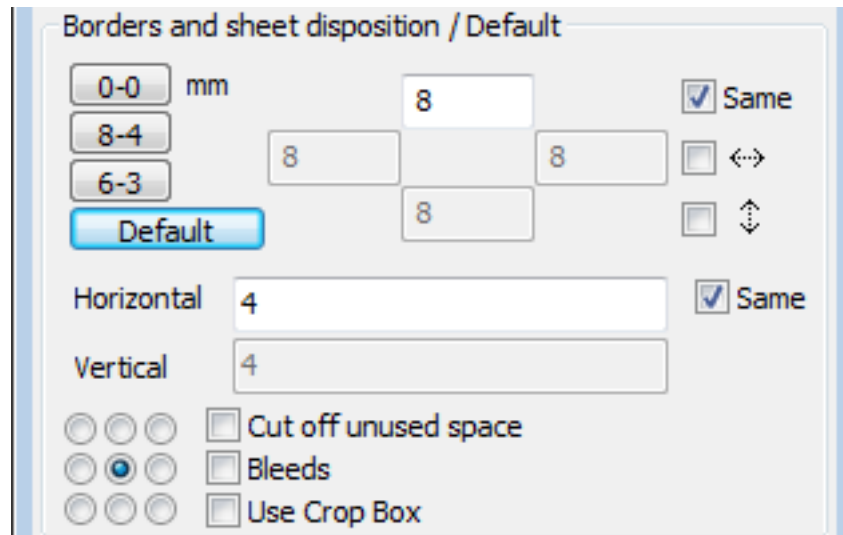 Borders and sheet disposition / Default
0-0 mm
8
Same
8-4
8
8
6-3
8
Default
Horizontal 4 Same
Vertical 4
Cut off unused space
Bleeds
Use Crop Box